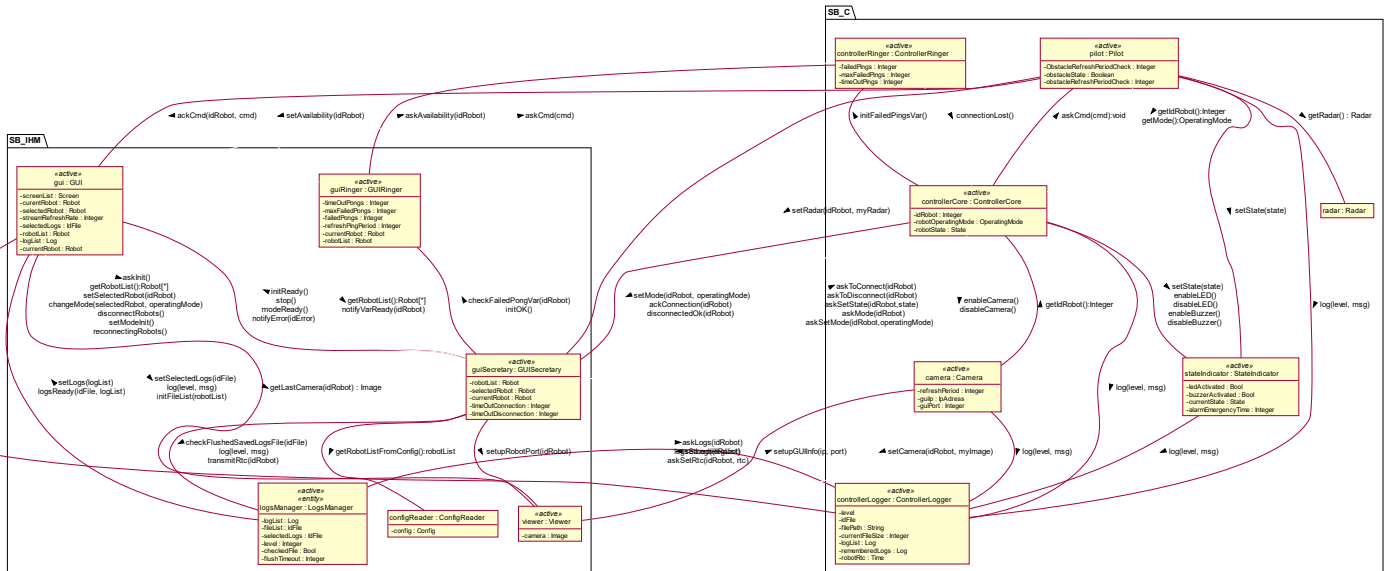 SB_C
«active»
controllerRinger : ControllerRinger
-failedPings : Integer
-maxFailedPings : Integer
-timeOutPings : Integer
«active»
pilot : Pilot
-ObstacleRefreshPeriodCheck : Integer
-obstacleState : Boolean
-obstacleRefreshPeriodCheck : Integer
ackCmd(idRobot, cmd)
setAvailability(idRobot)
askAvailability(idRobot)
askCmd(cmd)
initFailedPingsVar()
connectionLost()
askCmd(cmd):void
getIdRobot():Integer
getMode():OperatingMode
getRadar() : Radar
SB_IHM
«active»
gui : GUI
-screenList : Screen
-curentRobot : Robot
-selectedRobot : Robot
-streamRefreshRate : Integer
-selectedLogs : IdFile
-robotList : Robot
-logList : Log
-currentRobot : Robot
«active»
guiRinger : GUIRinger
-timeOutPongs : Integer
-maxFailedPongs : Integer
-failedPongs : Integer
-refreshPingPeriod : Integer
-currentRobot : Robot
-robotList : Robot
«active»
controllerCore : ControllerCore
-idRobot : Integer
-robotOperatingMode : OperatingMode
-robotState : State
setRadar(idRobot, myRadar)
setState(state)
radar : Radar
askInit()
getRobotList():Robot[*]
setSelectedRobot(idRobot)
changeMode(selectedRobot, operatingMode)
disconnectRobots()
setModeInit()
reconnectingRobots()
initReady()
stop()
modeReady()
notifyError(idError)
getRobotList():Robot[*]
notifyVarReady(idRobot)
checkFailedPongVar(idRobot)
initOK()
setMode(idRobot, operatingMode)
ackConnection(idRobot)
disconnectedOk(idRobot)
askToConnect(idRobot)
askToDisconnect(idRobot)
askSetState(idRobot,state)
askMode(idRobot)
askSetMode(idRobot,operatingMode)
enableCamera()
disableCamera()
getIdRobot():Integer
setState(state)
enableLED()
disableLED()
enableBuzzer()
disableBuzzer()
log(level, msg)
«active»
guiSecretary : GUISecretary
-robotList : Robot
-selectedRobot : Robot
-currentRobot : Robot
-timeOutConnection : Integer
-timeOutDisconnection : Integer
«active»
camera : Camera
-refreshPeriod : Integer
-guiIp : IpAdress
-guiPort : Integer
«active»
stateIndicator : StateIndicator
-ledActivated : Bool
-buzzerActivated : Bool
-currentState : State
-alarmEmergencyTime : Integer
setLogs(logList)
logsReady(idFile, logList)
setSelectedLogs(idFile)
log(level, msg)
initFileList(robotList)
getLastCamera(idRobot) : Image
log(level, msg)
checkFlushedSavedLogsFile(idFile)
log(level, msg)
transmitRtc(idRobot)
getRobotListFromConfig():robotList
setupRobotPort(idRobot)
askLogs(idRobot)
askSetRtc(idRobot, rtc)
setupGUIInfo(ip, port)
setCamera(idRobot, myImage)
log(level, msg)
log(level, msg)
«active»
«entity»
logsManager : LogsManager
-logList : Log
-fileList : IdFile
-selectedLogs : IdFile
-level : Integer
-checkedFile : Bool
-flushTimeout : Integer
configReader : ConfigReader
-config : Config
«active»
viewer : Viewer
-camera : Image
«active»
controllerLogger : ControllerLogger
-level
-idFile
-filePath : String
-currentFileSize : Integer
-logList : Log
-rememberedLogs : Log
-robotRtc : Time